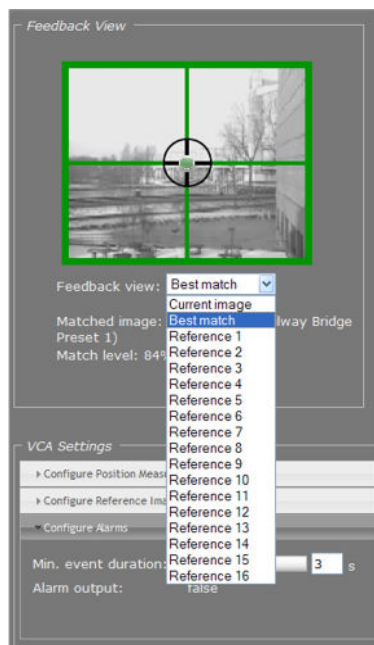 Feedback View
Feedback view: Best match
Current image
Matched image: Best match lway Bridge
Reference 1
Preset 1)
Reference 2
Match level: 84%
Reference 3
Reference 4
Reference 5
Reference 6
Reference 7
Reference 8
VCA Settings
Reference 9
Configure Position Meas
Reference 10
Configure Reference Ima
Reference 11
Reference 12
Configure Alarms
Reference 13
Reference 14
Min. event duration: 3 s
Reference 15
Alarm output: false
Reference 16